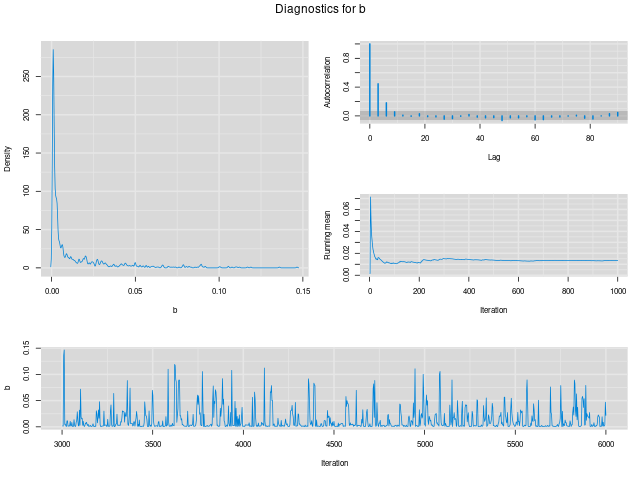 Diagnostics for b
Density
250
200
150
100
50
0
0.00 0.05 0.10 0.15
b
Autocorrelation
0.8
0.4
0.0
0 20 40 60 80
Lag
Running mean
0.06
0.04
0.02
0.00
0 200 400 600 800 1000
Iteration
b
0.15
0.10
0.05
0.00
3000 3500 4000 4500 5000 5500 6000
Iteration